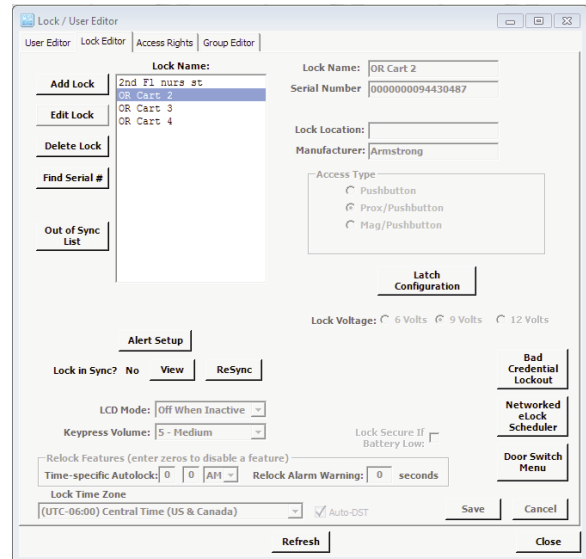 Lock / User Editor
User Editor Lock Editor Access Rights Group Editor
Lock Name:
Add Lock
Edit Lock
Delete Lock
Find Serial #
Out of Sync
List
2nd Fl nurs st
OR Cart 2
OR Cart 3
OR Cart 4
Lock Name: OR Cart 2
Serial Number 0000000094430487
Lock Location:
Manufacturer: Armstrong
Access Type
Pushbutton
Prox/Pushbutton
Mag/Pushbutton
Latch
Configuration
Lock Voltage: 6 Volts 9 Volts 12 Volts
Alert Setup
Lock in Sync? No View ReSync
Bad
Credential
Lockout
Networked
eLock
Scheduler
Door Switch
Menu
LCD Mode: Off When Inactive
Keypress Volume: 5 - Medium
Lock Secure If
Battery Low:
Relock Features (enter zeros to disable a feature)
Time-specific Autolock: 0 0 AM Relock Alarm Warning: 0 seconds
Lock Time Zone
(UTC-06:00) Central Time (US & Canada) Auto-DST
Save Cancel
Refresh Close